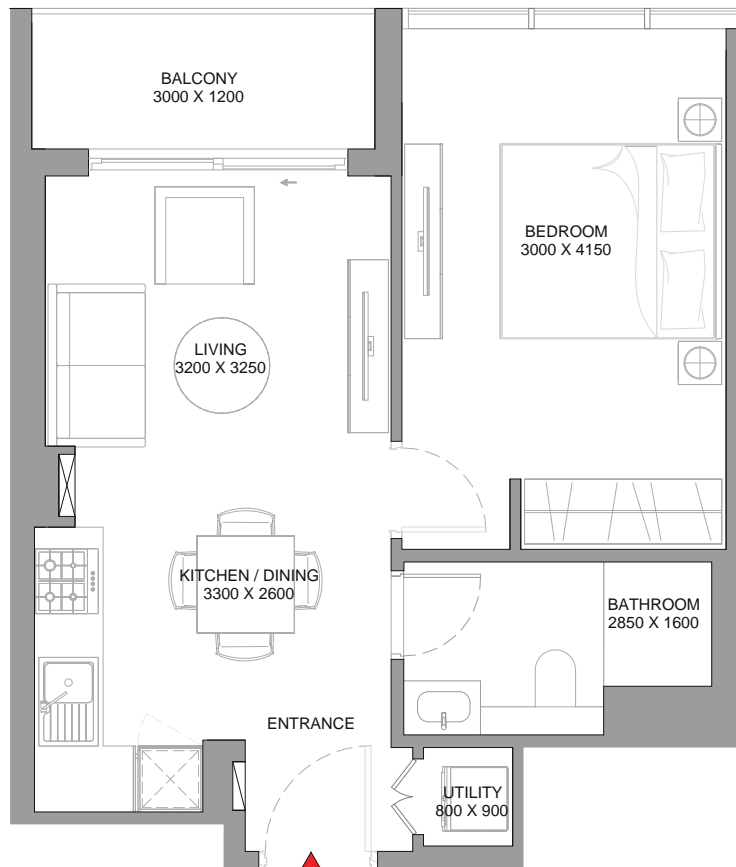 BALCONY
3000 X 1200
BEDROOM
3000 X 4150
LIVING
3200 X 3250
KITCHEN / DINING
3300 X 2600
BATHROOM
2850 X 1600
ENTRANCE
UTILITY
800 X 900